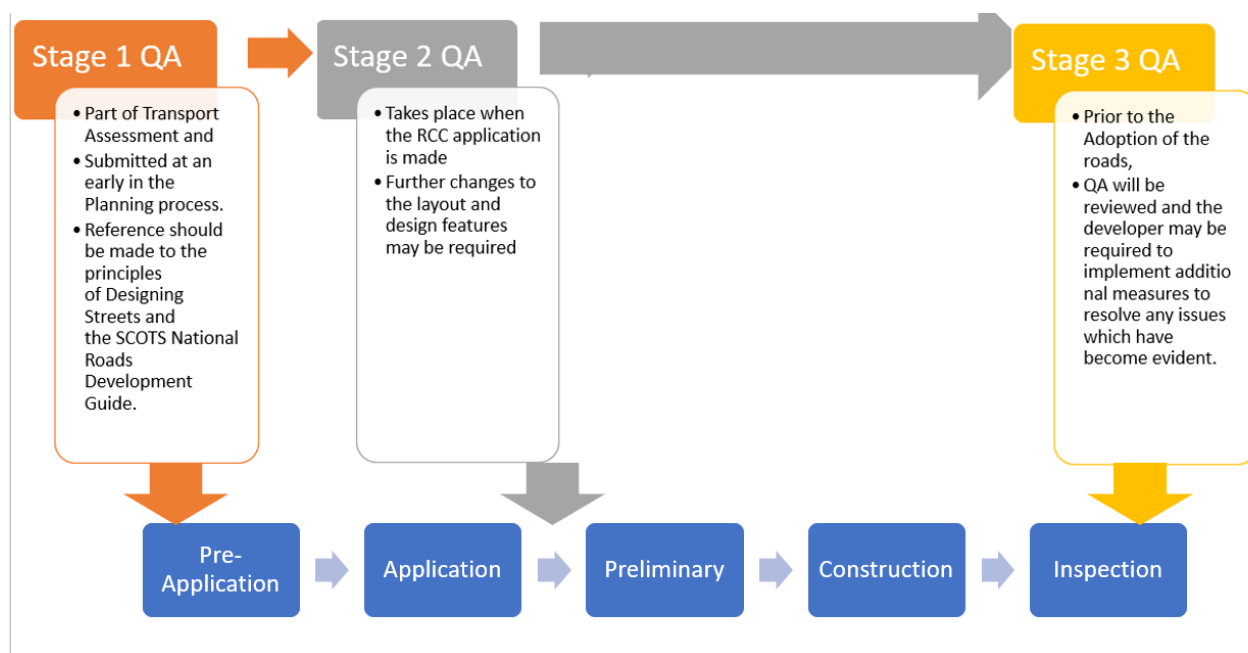 Stage 1 QA
• Part of Transport
Assessment and
• Submitted at an
early in the
Planning process.
• Reference should
be made to the
principles
of Designing
Streets and
the SCOTS National
Roads
Development
Guide.
Stage 2 QA
• Takes place when
the RCC application
is made
• Further changes to
the layout and
design features
may be required
Stage 3 QA
• Prior to the
Adoption of the
roads,
• QA will be
reviewed and the
developer may be
required to
implement additio
nal measures to
resolve any issues
which have
become evident.
Pre-
Application
Application
Preliminary
Construction
Inspection